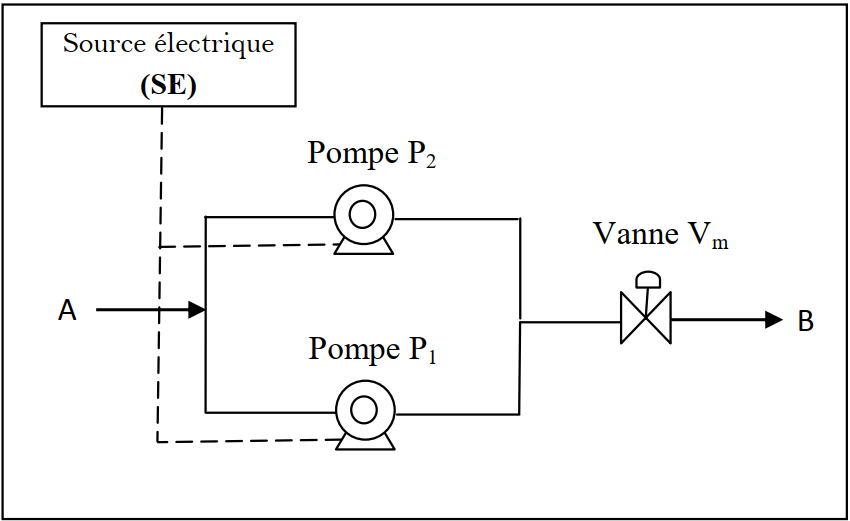 Source électrique
(SE)
Pompe P₂
Vanne Vₘ
A
B
Pompe P₁